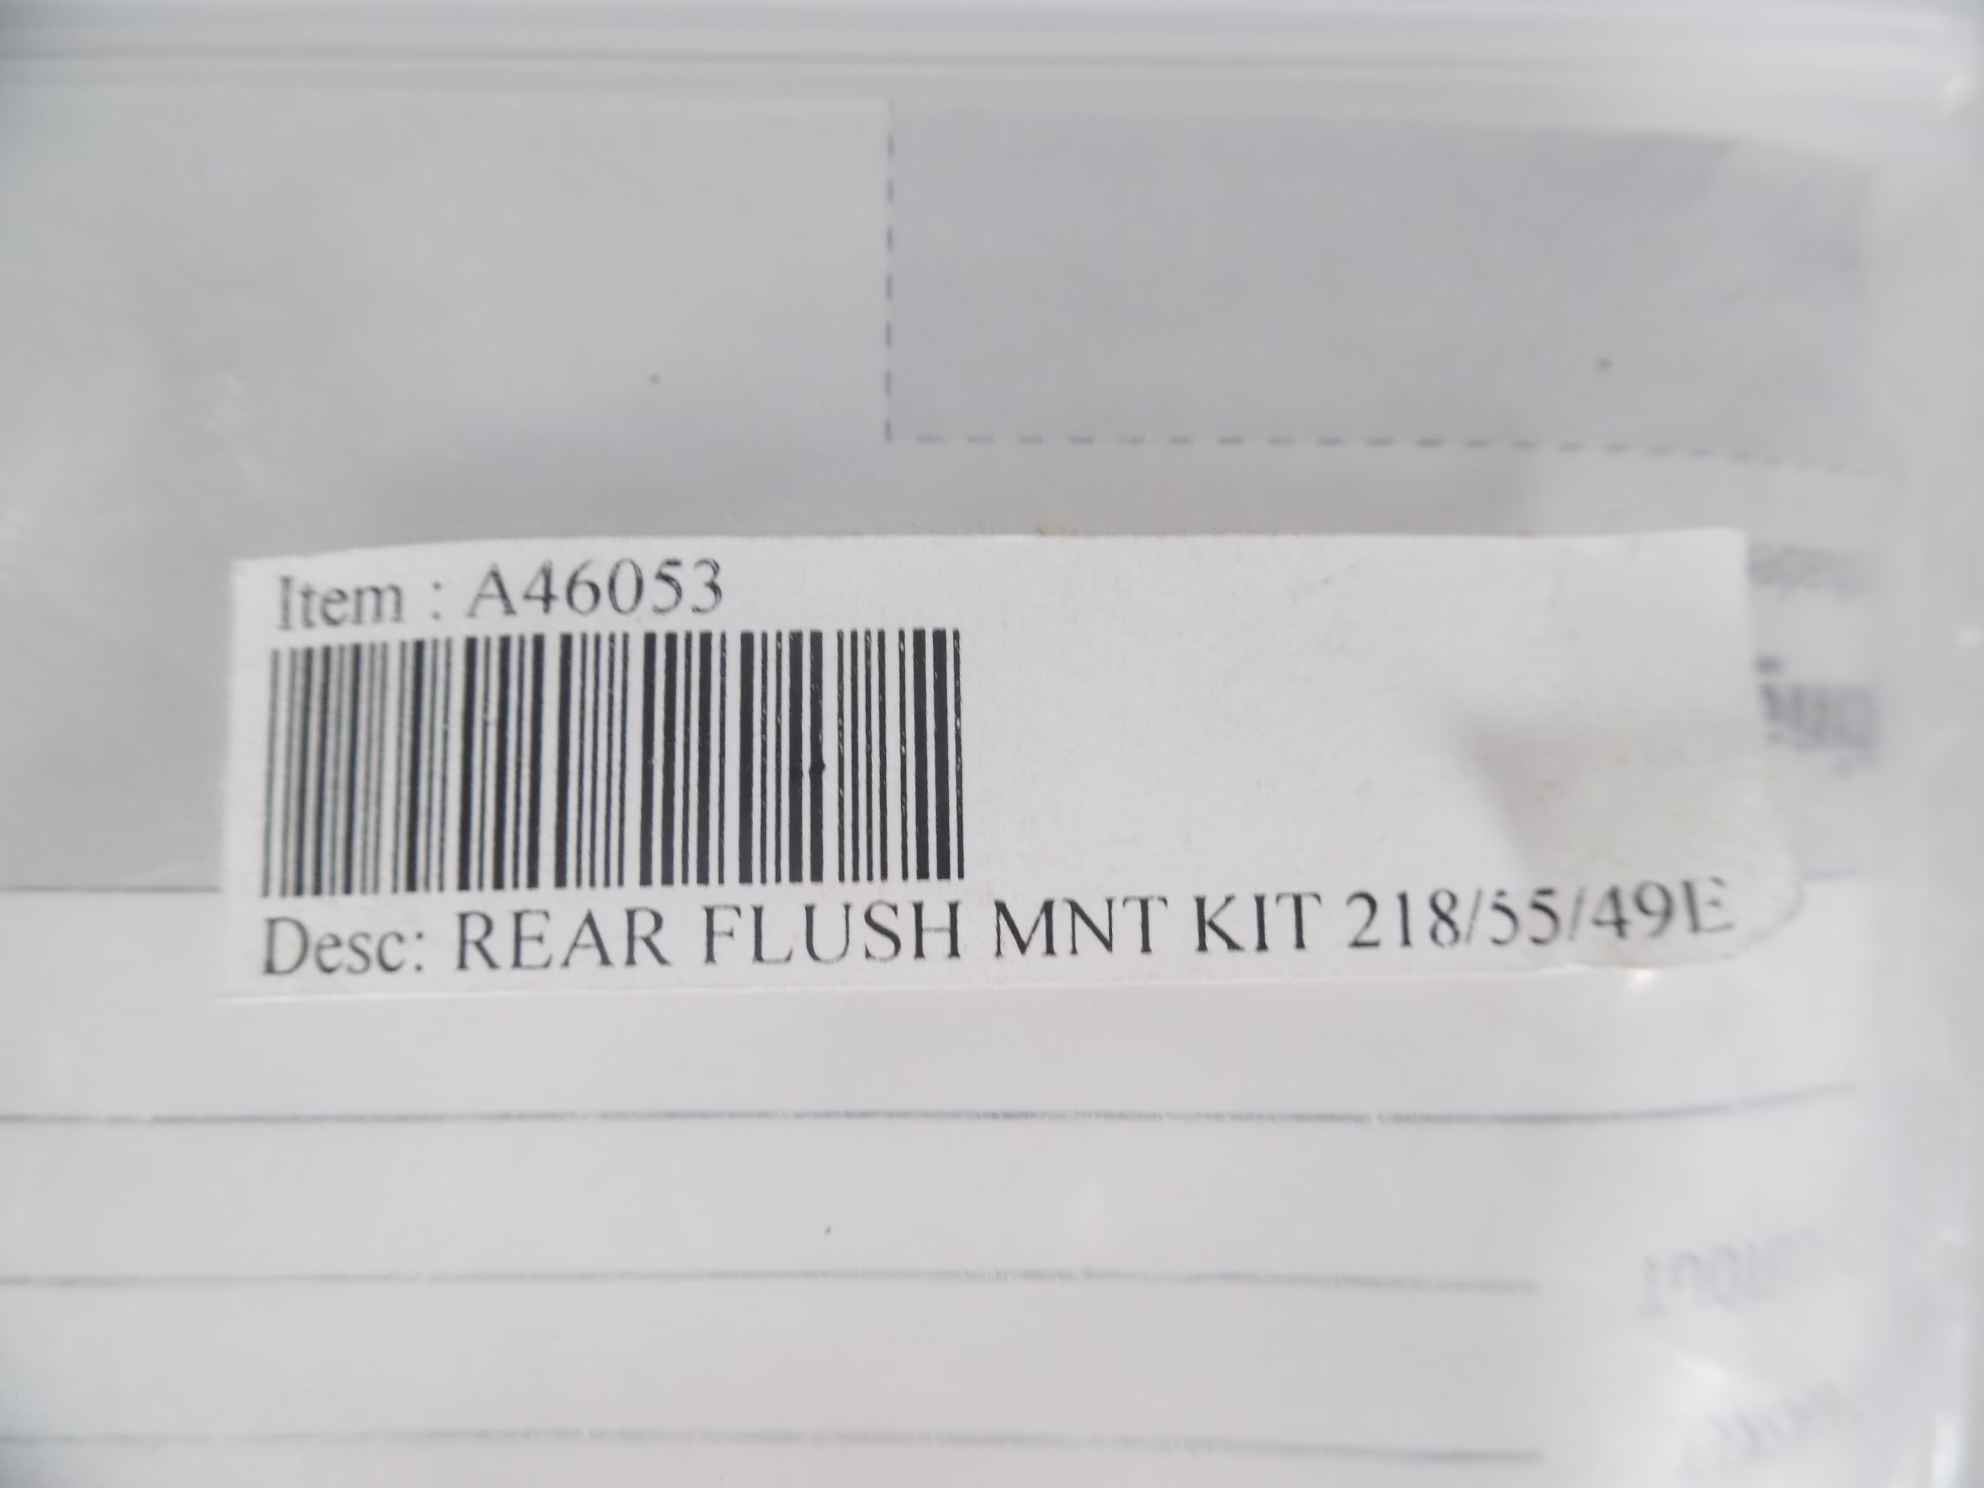 Item : A46053
Desc: REAR FLUSH MNT KIT 218/55/49E